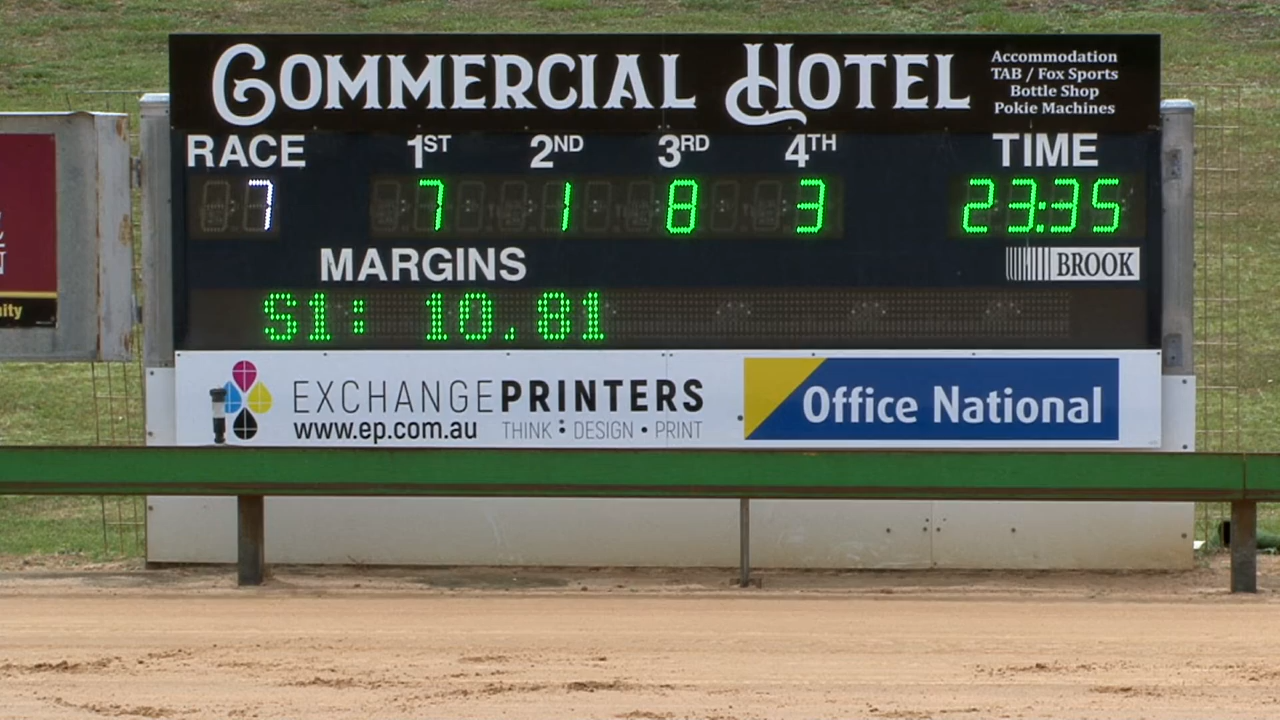 COMMERCIAL HOTEL
Accommodation
TAB / Fox Sports
Bottle Shop
Pokie Machines
RACE 1ST 2ND 3RD 4TH TIME
7 7 1 8 3 23:35
MARGINS
BROOK
S1: 10.81
EXCHANGEPRINTERS
www.ep.com.au THINK • DESIGN • PRINT
Office National